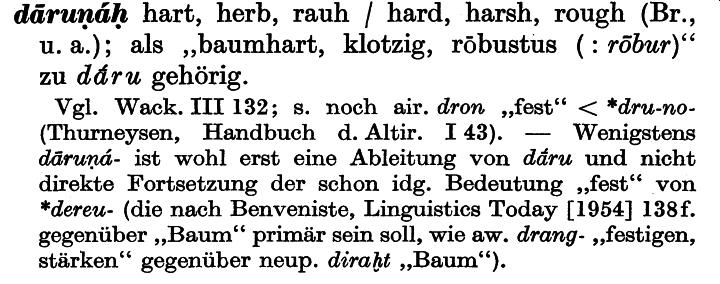 dāruṇáḥ hart, herb, rauh / hard, harsh, rough (Br.,
u. a.); als „baumhart, klotzig, rōbustus (: rōbur)“
zu dā́ru gehörig.
Vgl. Wack. III 132; s. noch air. dron „fest“ < *dru-no-
(Thurneysen, Handbuch d. Altir. I 43). — Wenigstens
dāruṇá- ist wohl erst eine Ableitung von dā́ru und nicht
direkte Fortsetzung der schon idg. Bedeutung „fest“ von
*dereu- (die nach Benveniste, Linguistics Today [1954] 138f.
gegenüber „Baum“ primär sein soll, wie aw. drang- „festigen,
stärken“ gegenüber neup. diraḫt „Baum“).